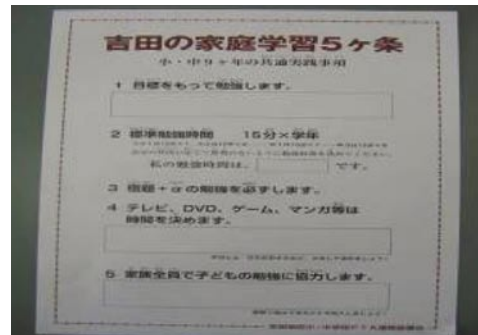 吉田の家庭学習5ヶ条
小・中9ヶ年の共通実践事項
1 目標をもって勉強します。
2 標準勉強時間 15分×学年
私の勉強時間は、 です。
3 宿題+αの勉強を必ずします。
4 テレビ、DVD、ゲーム、マンガ等は
時間を決めます。
5 家族全員で子どもの勉強に協力します。